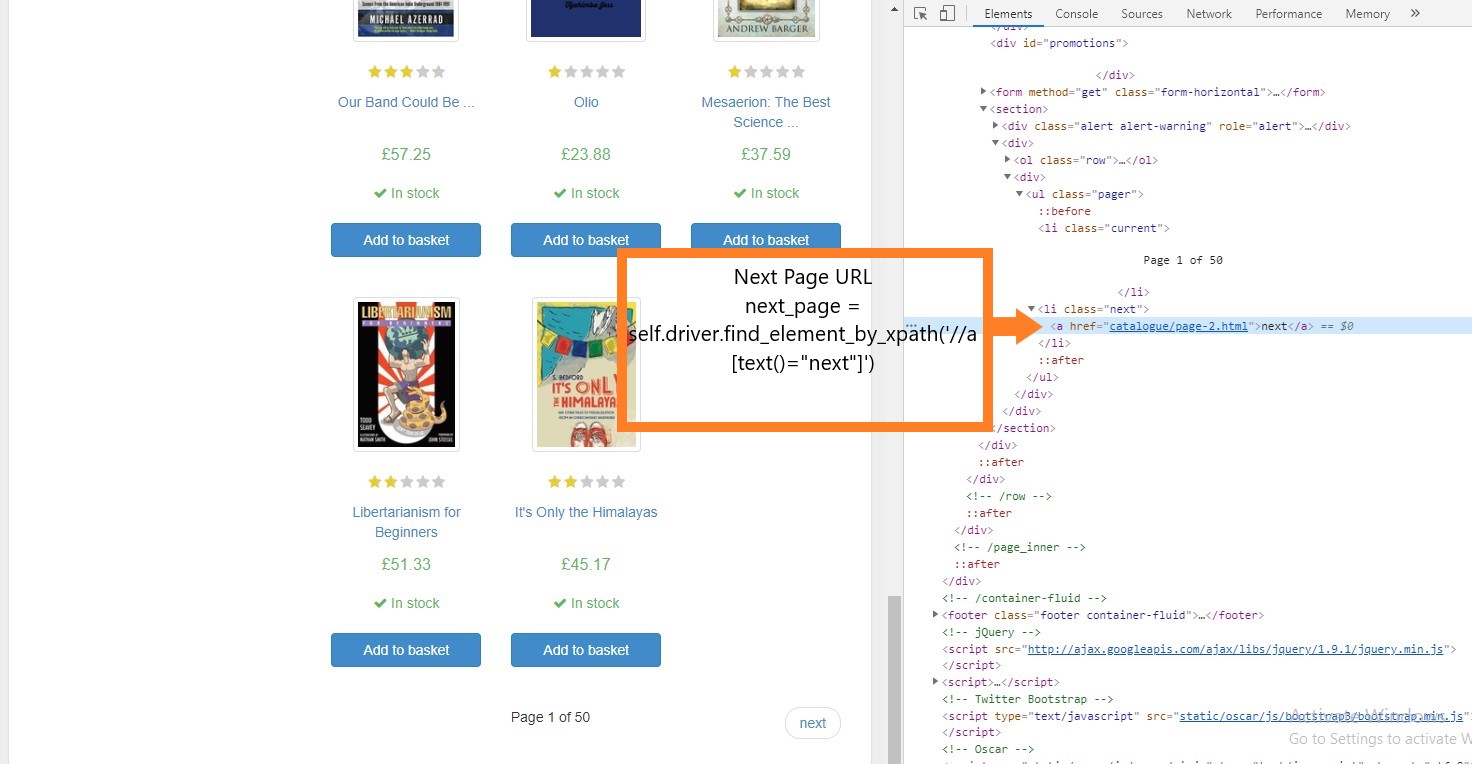 MICHAEL AZERRAD
ANDREW BARGER
Our Band Could Be ...
Olio
Mesaerion: The Best
Science ...
£57.25
£23.88
£37.59
In stock
In stock
In stock
Add to basket
Add to basket
Add to basket
LIBERTARIANISM
FOR BEGINNERS
TODD
SEAVEY
S. BEDFORD
IT'S ONL
HIMALAYA
Libertarianism for
Beginners
It's Only the Himalayas
£51.33
£45.17
In stock
In stock
Add to basket
Add to basket
Page 1 of 50
next
Next Page URL
next_page =
self.driver.find_element_by_xpath('//a
[text()="next"]')
Elements Console Sources Network Performance Memory »
</div>
<div id="promotions">
</div>
<form method="get" class="form-horizontal">…</form>
<section>
<div class="alert alert-warning" role="alert">…</div>
<div>
<ol class="row">…</ol>
<div>
<ul class="pager">
::before
<li class="current">
Page 1 of 50
</li>
<li class="next">
<a href="catalogue/page-2.html">next</a> == $0
</li>
::after
</ul>
</div>
</div>
</section>
</div>
::after
</div>
<!-- /row -->
::after
</div>
<!-- /page_inner -->
::after
</div>
<!-- /container-fluid -->
<footer class="footer container-fluid">…</footer>
<!-- jQuery -->
<script src="http://ajax.googleapis.com/ajax/libs/jquery/1.9.1/jquery.min.js">
</script>
<script>…</script>
<!-- Twitter Bootstrap -->
<script type="text/javascript" src="static/oscar/js/bootstrap3/bootstrap.min.js">
</script>
<!-- Oscar -->
Activate Windows
Go to Settings to activate W